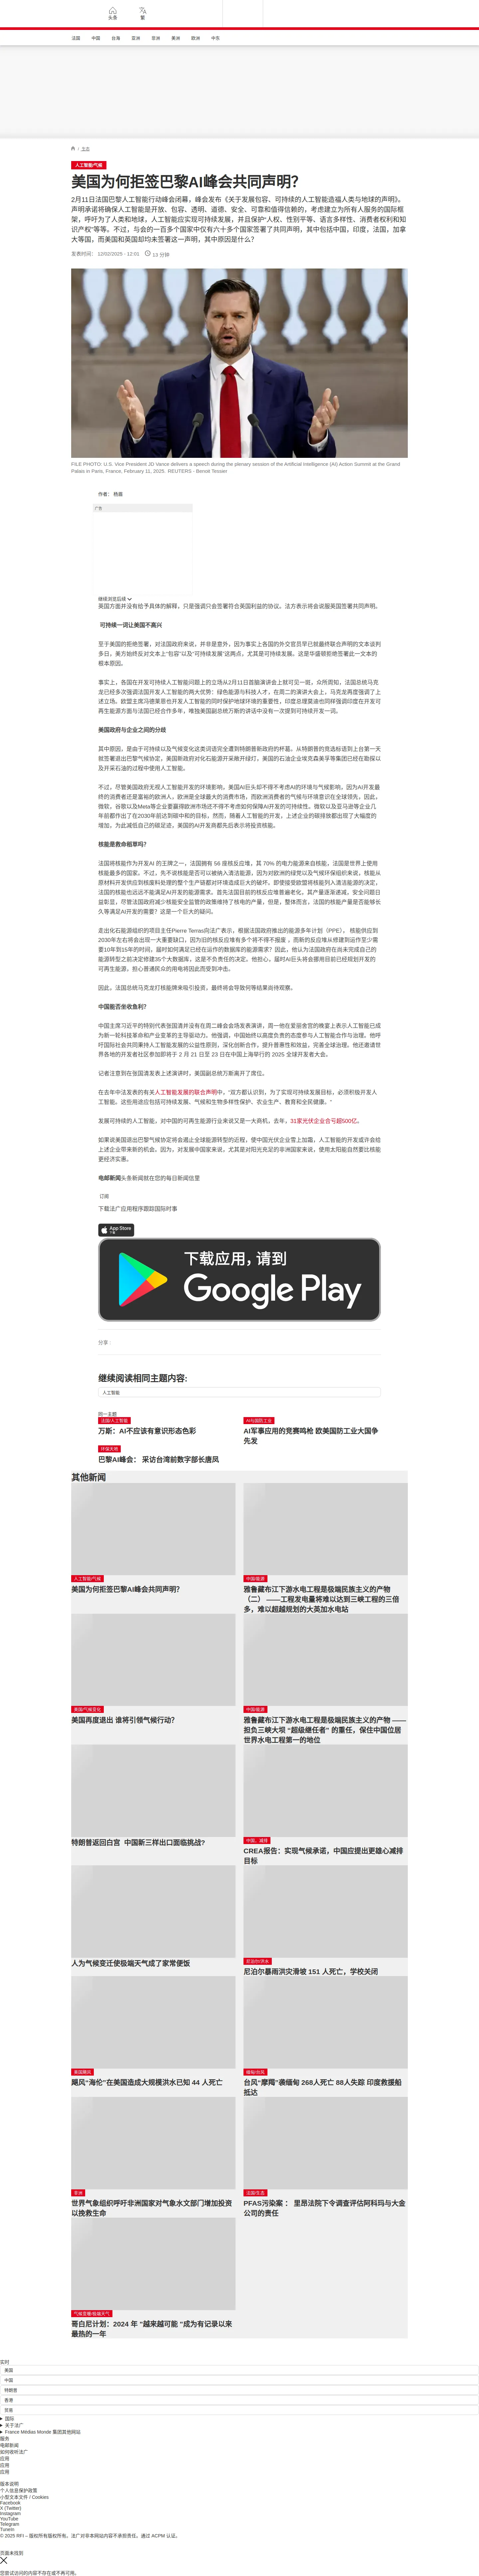 头条
繁
法国
中国
台海
亚洲
非洲
美洲
欧洲
中东
/ 生态
人工智能/气候
美国为何拒签巴黎AI峰会共同声明？
2月11日法国巴黎人工智能行动峰会闭幕，峰会发布《关于发展包容、可持续的人工智能造福人类与地球的声明》。
声明承诺将确保人工智能是开放、包容、透明、道德、安全、可靠和值得信赖的，考虑建立为所有人服务的国际框
架，呼吁为了人类和地球，人工智能应实现可持续发展，并且保护“人权、性别平等、语言多样性、消费者权利和知
识产权”等等。不过，与会的一百多个国家中仅有六十多个国家签署了共同声明，其中包括中国，印度，法国，加拿
大等国，而美国和英国却均未签署这一声明，其中原因是什么？
发表时间： 12/02/2025 - 12:01
13 分钟
FILE PHOTO: U.S. Vice President JD Vance delivers a speech during the plenary session of the Artificial Intelligence (AI) Action Summit at the Grand
Palais in Paris, France, February 11, 2025. REUTERS - Benoit Tessier
作者： 杨眉
广告
继续浏览后续
美国方面并没有给予具体的解释，只是强调只会签署符合美国利益的协议。法方表示将会说服美国签署共同声明。
可持续一词让美国不高兴
至于美国的拒绝签署，对法国政府来说，并非是意外，因为事实上各国的外交官员早已就最终联合声明的文本谈判
多日，美方始终反对文本上“包容”以及“可持续发展”这两点，尤其是可持续发展。这是华盛顿拒绝签署此一文本的
根本原因。
事实上，各国在开发可持续人工智能问题上的立场从2月11日首脑演讲会上就可见一斑，众所周知，法国总统马克
龙已经多次强调法国开发人工智能的两大优势：绿色能源与科技人才，在周二的演讲大会上，马克龙再度强调了上
述立场。欧盟主席冯德莱恩也开发人工智能的同时保护地球环境的重要性，印度总理莫迪也同样强调印度在开发可
再生能源方面与法国已经合作多年，唯独美国副总统万斯的讲话中没有一次提到可持续开发一词。
美国政府与企业之间的分歧
其中原因，是由于可持续以及气候变化这类词语完全遭到特朗普新政府的杯葛。从特朗普的竞选标语到上台第一天
就签署退出巴黎气候协定，美国新政府对化石能源开采敞开绿灯，美国的石油企业埃克森美孚等集团已经在勘探以
及开采石油的过程中使用人工智能。
不过，尽管美国政府无视人工智能开发的环境影响，美国AI巨头却不得不考虑AI的环境与气候影响，因为AI开发最
终的消费者还是富裕的欧洲人，欧洲是全球最大的消费市场，而欧洲消费者的气候与环境意识在全球领先，因此，
微软，谷歌以及Meta等企业要赢得欧洲市场还不得不考虑如何保障AI开发的可持续性。微软以及亚马逊等企业几
年前都作出了在2030年前达到碳中和的目标，然而，随着人工智能的开发，上述企业的碳排放都出现了大幅度的
增长，为此减低自己的碳足迹，美国的AI开发商都先后表示将投资核能。
核能是救命稻草吗？
法国将核能作为开发AI 的王牌之一，法国拥有 56 座核反应堆，其 70% 的电力能源来自核能，法国是世界上使用
核能最多的国家。不过，先不说核能是否可以被纳入清洁能源，因为对欧洲的绿党以及气候环保组织来说，核能从
原材料开发供应到核废料处理的整个生产链都对环境造成巨大的破坏。即便接受欧盟将核能列入清洁能源的决定，
法国的核能也远远不能满足AI开发的能源需求。首先法国目前的核反应堆普遍老化，其产量逐渐递减，安全问题日
益彰显，尽管法国政府减少核能安全监督的政策维持了核电的产量，但是，整体而言，法国的核能产量是否能够长
久等满足AI开发的需要？这是一个巨大的疑问。
走出化石能源组织的项目主任Pierre Terras向法广表示，根据法国政府推出的能源多年计划（PPE），核能供应到
2030年左右将会出现一大重要缺口，因为旧的核反应堆有多个将不得不报废 ，而新的反应堆从修建到运作至少需
要10年到15年的时间，届时如何满足已经在运作的数据库的能源需求？因此，他认为法国政府在尚未完成自己的
能源转型之前决定修建35个大数据库，这是不负责任的决定。他担心，届时AI巨头将会挪用目前已经规划开发的
可再生能源，担心普通民众的用电将因此而受到冲击。
因此，法国总统马克龙打核能牌来吸引投资，最终将会导致何等结果尚待观察。
中国能否坐收鱼利？
中国主席习近平的特别代表张国清并没有在周二峰会会场发表演讲，周一他在爱丽舍宫的晚宴上表示人工智能已成
为新一轮科技革命和产业变革的主导驱动力。他强调，中国始终以高度负责的态度参与人工智能合作与治理。他呼
吁国际社会共同秉持人工智能发展的公益性原则，深化创新合作，提升普惠性和效益，完善全球治理。他还邀请世
界各地的开发者社区参加即将于 2 月 21 日至 23 日在中国上海举行的 2025 全球开发者大会。
记者注意到在张国清发表上述演讲时，美国副总统万斯离开了席位。
在去年中法发表的有关人工智能发展的联合声明中，“双方都认识到，为了实现可持续发展目标，必须积极开发人
工智能。这些用途应包括可持续发展、气候和生物多样性保护、农业生产、教育和全民健康。”
发展可持续的人工智能，对中国的可再生能源行业来说又是一大商机。去年，31家光伏企业合亏超500亿。
如果说美国退出巴黎气候协定将会遏止全球能源转型的话，使中国光伏企业雪上加霜，人工智能的开发或许会给
上述企业带来新的机会。因为，对发展中国家来说，尤其是对阳光充足的非洲国家来说，使用太阳能自然要比核能
更经济实惠。
电邮新闻头条新闻就在您的每日新闻信里
订阅
下载法广应用程序跟踪国际时事
App Store
下载应用，请到
Google Play
分享 :
继续阅读相同主题内容:
人工智能
同一主题
法国/人工智能
万斯：AI不应该有意识形态色彩
AI与国防工业
AI军事应用的竞赛鸣枪 欧美国防工业大国争
先发
环保天地
巴黎AI峰会： 采访台湾前数字部长唐凤
其他新闻
人工智能/气候
美国为何拒签巴黎AI峰会共同声明？
中国/能源
雅鲁藏布江下游水电工程是极端民族主义的产物
（二） ——工程发电量将难以达到三峡工程的三倍
多，难以超越规划的大英加水电站
美国/气候变化
美国再度退出 谁将引领气候行动？
中国/能源
雅鲁藏布江下游水电工程是极端民族主义的产物 ——
担负三峡大坝 “超级继任者” 的重任，保住中国位居
世界水电工程第一的地位
特朗普返回白宫 中国新三样出口面临挑战?
中国、减排
CREA报告：实现气候承诺，中国应提出更雄心减排
目标
人为气候变迁使极端天气成了家常便饭
尼泊尔/洪水
尼泊尔暴雨洪灾滑坡 151 人死亡，学校关闭
美国飓风
飓风“海伦”在美国造成大规模洪水已知 44 人死亡
缅甸/台风
台风“摩羯”袭缅甸 268人死亡 88人失踪 印度救援船
抵达
非洲
世界气象组织呼吁非洲国家对气象水文部门增加投资
以挽救生命
法国/生态
PFAS污染案 ： 里昂法院下令调查评估阿科玛与大金
公司的责任
气候变暖/极端天气
哥白尼计划：2024 年 “越来越可能 ”成为有记录以来
最热的一年
实时
美国
中国
特朗普
香港
贸易
国际
关于法广
France Médias Monde 集团其他网站
服务
电邮新闻
如何收听法广
应用
应用
应用
版本说明
个人信息保护政策
小型文本文件 / Cookies
Facebook
X (Twitter)
Instagram
YouTube
Telegram
TuneIn
© 2025 RFI – 版权所有版权所有。法广对非本网站内容不承担责任。通过 ACPM 认证。
页面未找到
您尝试访问的内容不存在或不再可用。